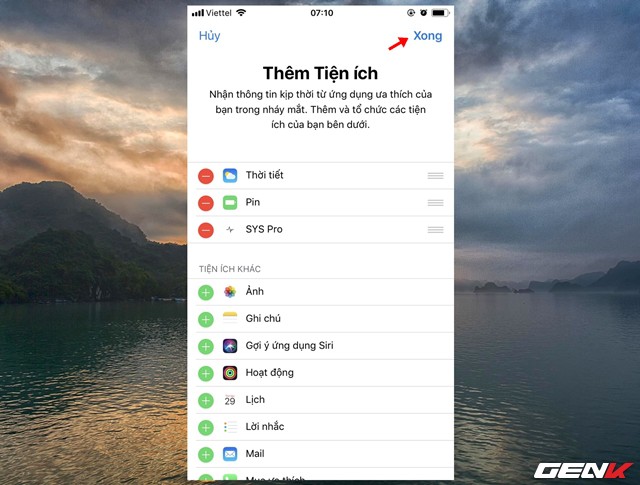 Viettel 07:10
Hủy Xong
Thêm Tiện ích
Nhận thông tin kịp thời từ ứng dụng ưa thích của
bạn trong nháy mắt. Thêm và tổ chức các tiện
ích của bạn bên dưới.
Thời tiết
Pin
SYS Pro
TIỆN ÍCH KHÁC
Ảnh
Ghi chú
Gợi ý ứng dụng Siri
Hoạt động
29 Lịch
Lời nhắc
Mail
Mục ưa thích
GENK